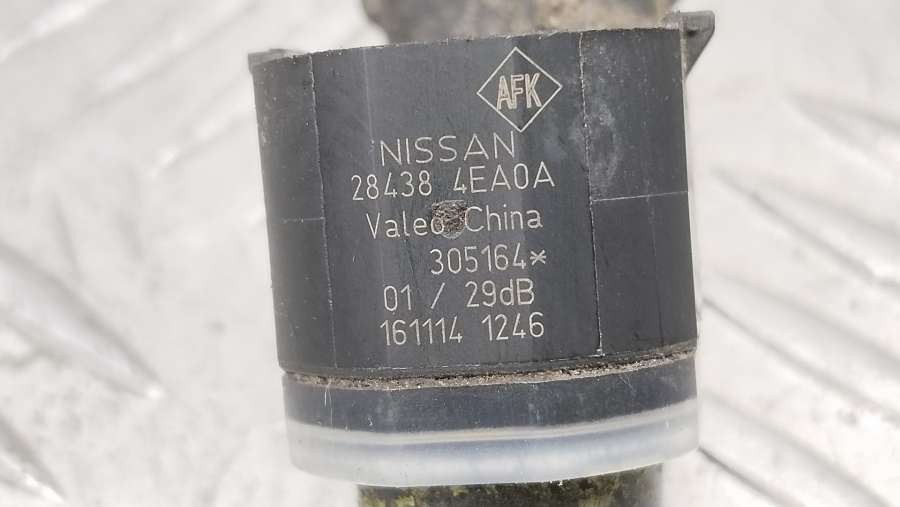 AFK
NISSAN
28438 4EA0A
Valeo China
305164*
01 / 29dB
161114 1246